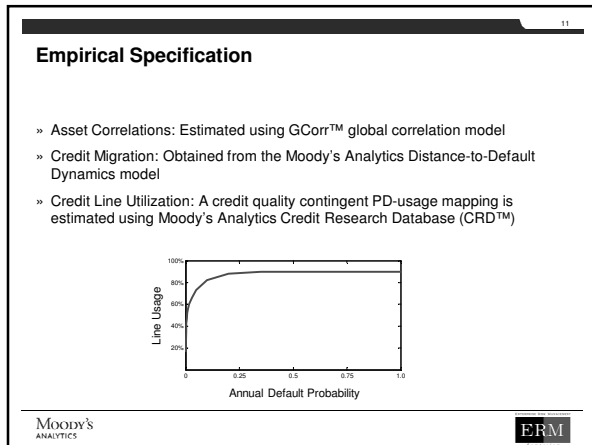 11
Empirical Specification
» Asset Correlations: Estimated using GCorr™ global correlation model
» Credit Migration: Obtained from the Moody's Analytics Distance-to-Default
Dynamics model
» Credit Line Utilization: A credit quality contingent PD-usage mapping is
estimated using Moody's Analytics Credit Research Database (CRD™)
100%
80%
60%
40%
20%
Line Usage
0
0.25
0.5
0.75
1.0
Annual Default Probability
MOODY'S
ANALYTICS
ERM